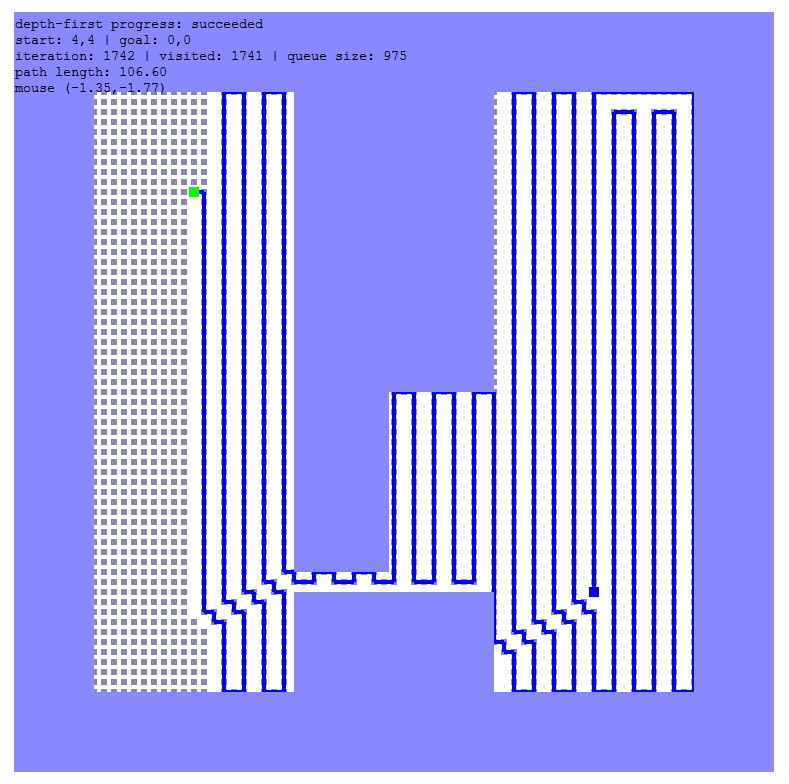 depth-first progress: succeeded
start: 4,4 | goal: 0,0
iteration: 1742 | visited: 1741 | queue size: 975
path length: 106.60
mouse (-1.35,-1.77)